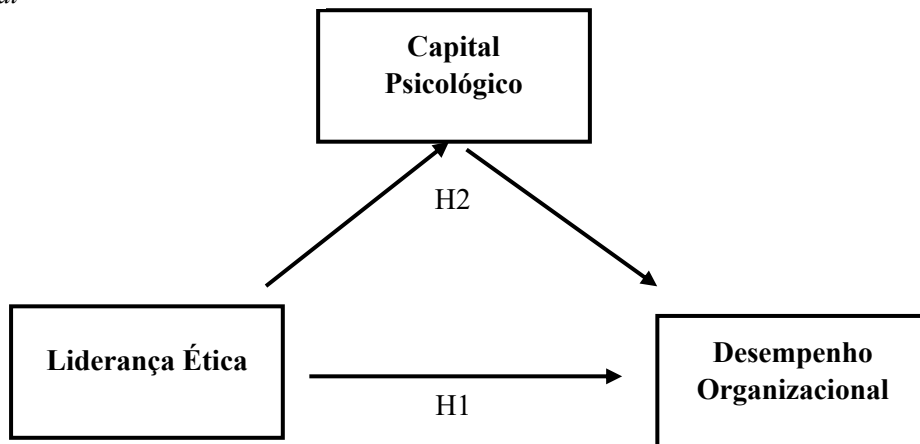 Capital
Psicológico
H2
Liderança Ética
Desempenho
Organizacional
H1